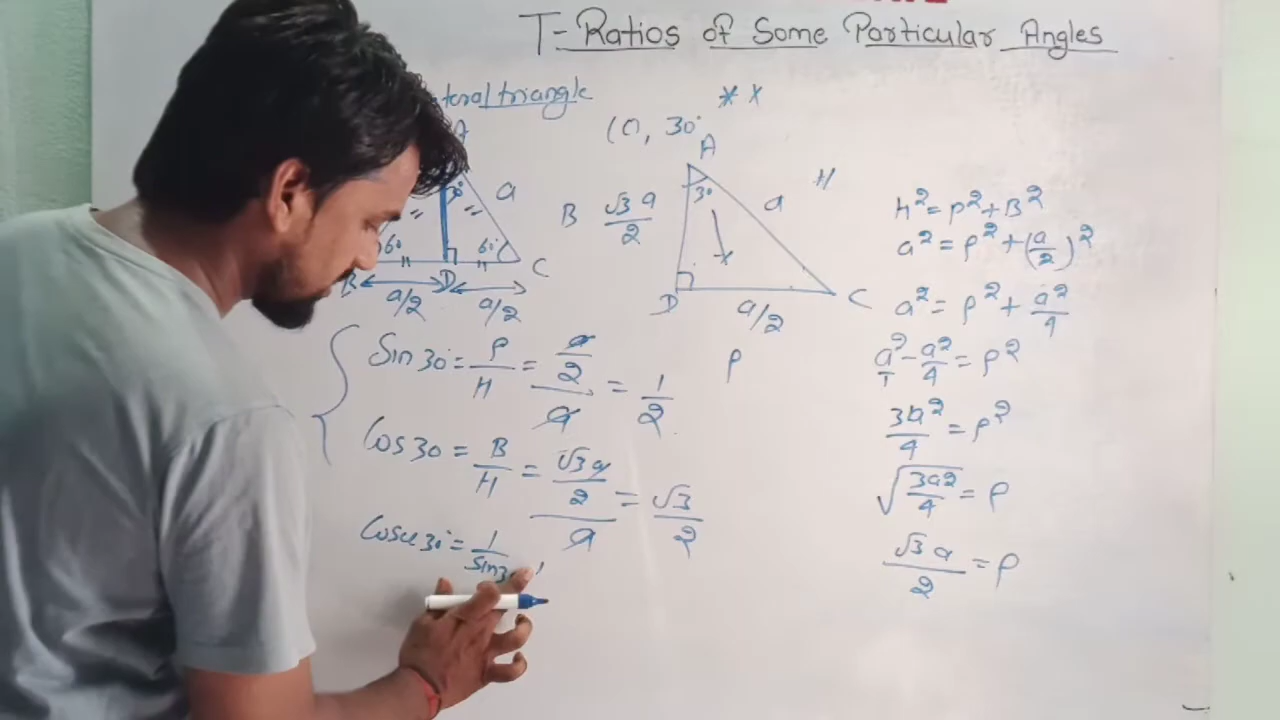 T-Ratios of Some Particular Angles
teral triangle
* x
30°
A
A
30°
a
60
60°
B
D
C
a/2
a/2
B
√3 a/2
30
a
H
D
C
a/2
P
Sin 30° = P/H = a/2/a = 1/2
Cos 30 = B/H = √3 a/2/a = √3/2
Cosec 30° = 1/Sin 3
H² = P² + B²
a² = P² + (a/2)²
a² = P² + a²/4
a²/1 - a²/4 = P²
3a²/4 = P²
√3a2/4 = P
√3 a/2 = P